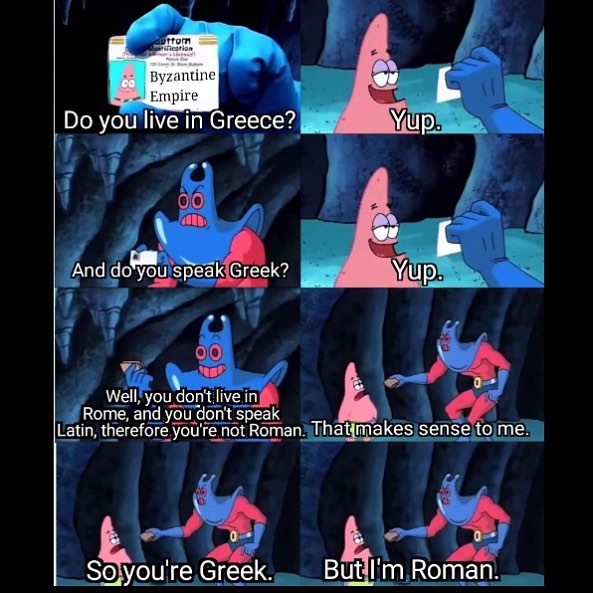 Byzantine
Empire
Do you live in Greece?
Yup.
And do you speak Greek?
Yup.
Well, you don't live in
Rome, and you don't speak
Latin, therefore you're not Roman.
That makes sense to me.
So you're Greek.
But I'm Roman.